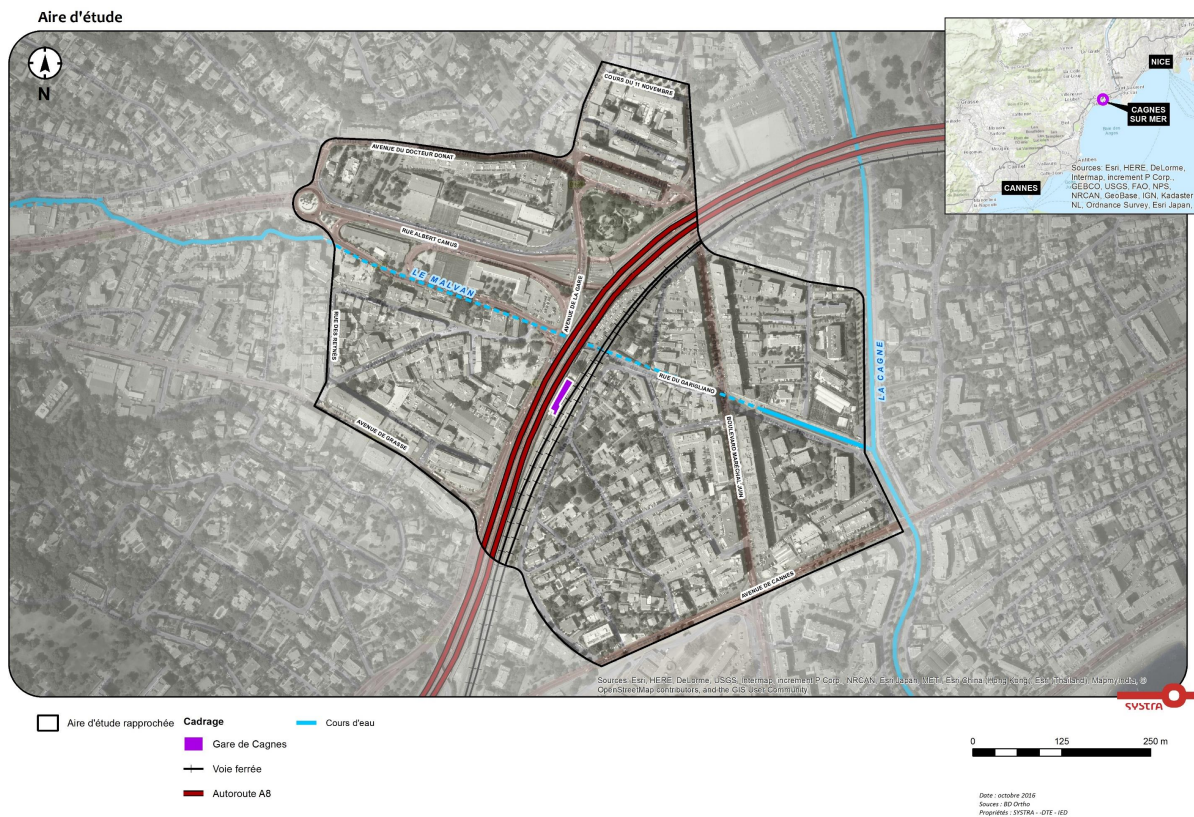 Aire d'étude
N
COURS DU 11 NOVEMBRE
AVENUE DU DOCTEUR DONAT
RUE ALBERT CAMUS
LE MALVAN
AVENUE DE LA GARE
RUE DES REYNES
AVENUE DE GRASSE
RUE DU GARIGLIANO
BOULEVARD MARECHAL JUIN
LA CAGNE
AVENUE DE CANNES
NICE
CAGNES
SUR MER
CANNES
Grasse
Antibes
Sources: Esri, HERE, DeLorme,
Intermap, increment P Corp.,
GEBCO, USGS, FAO, NPS,
NRCAN, GeoBase, IGN, Kadaster
NL, Ordnance Survey, Esri Japan,
Sources: Esri, HERE, DeLorme, USGS, Intermap, increment P Corp., NRCAN, Esri Japan, METI, Esri China (Hong Kong), Esri (Thailand), MapmyIndia, ©
OpenStreetMap contributors, and the GIS User Community
SYSTRA
Aire d'étude rapprochée
Cadrage
Gare de Cagnes
Voie ferrée
Autoroute A8
Cours d'eau
0 125 250 m
Date : octobre 2016
Souces : BD Ortho
Propriétés : SYSTRA - -DTE - IED